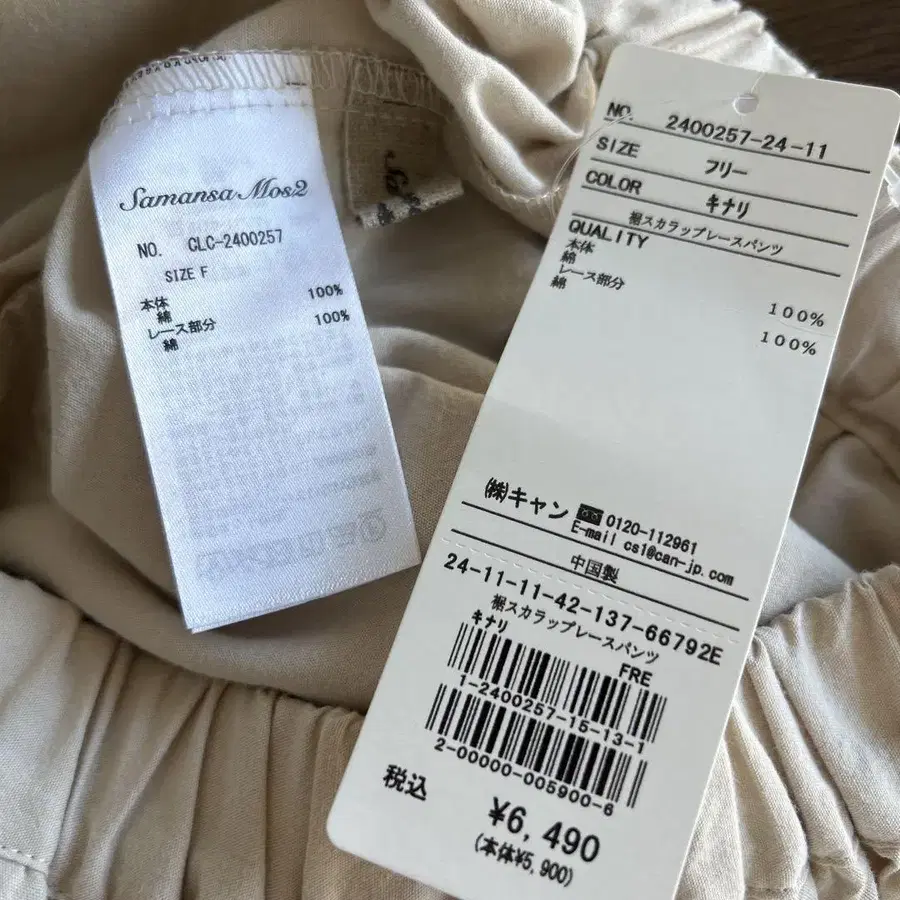 Samansa Mos2
NO. CLC-2400257
SIZE F
本体
綿 100%
レース部分
綿 100%
NO. 2400257-24-11
SIZE フリー
COLOR キナリ
裾スカラップレースパンツ
QUALITY
本体
綿 100%
レース部分
綿 100%
㈱キャン 0120-112961
E-mail cs1@can-jp.com
中国製
24-11-11-42-137-66792E
裾スカラップレースパンツ
キナリ FRE
1-2400257-15-13-1
2-00000-005900-6
税込 ¥6,490
(本体¥5,900)